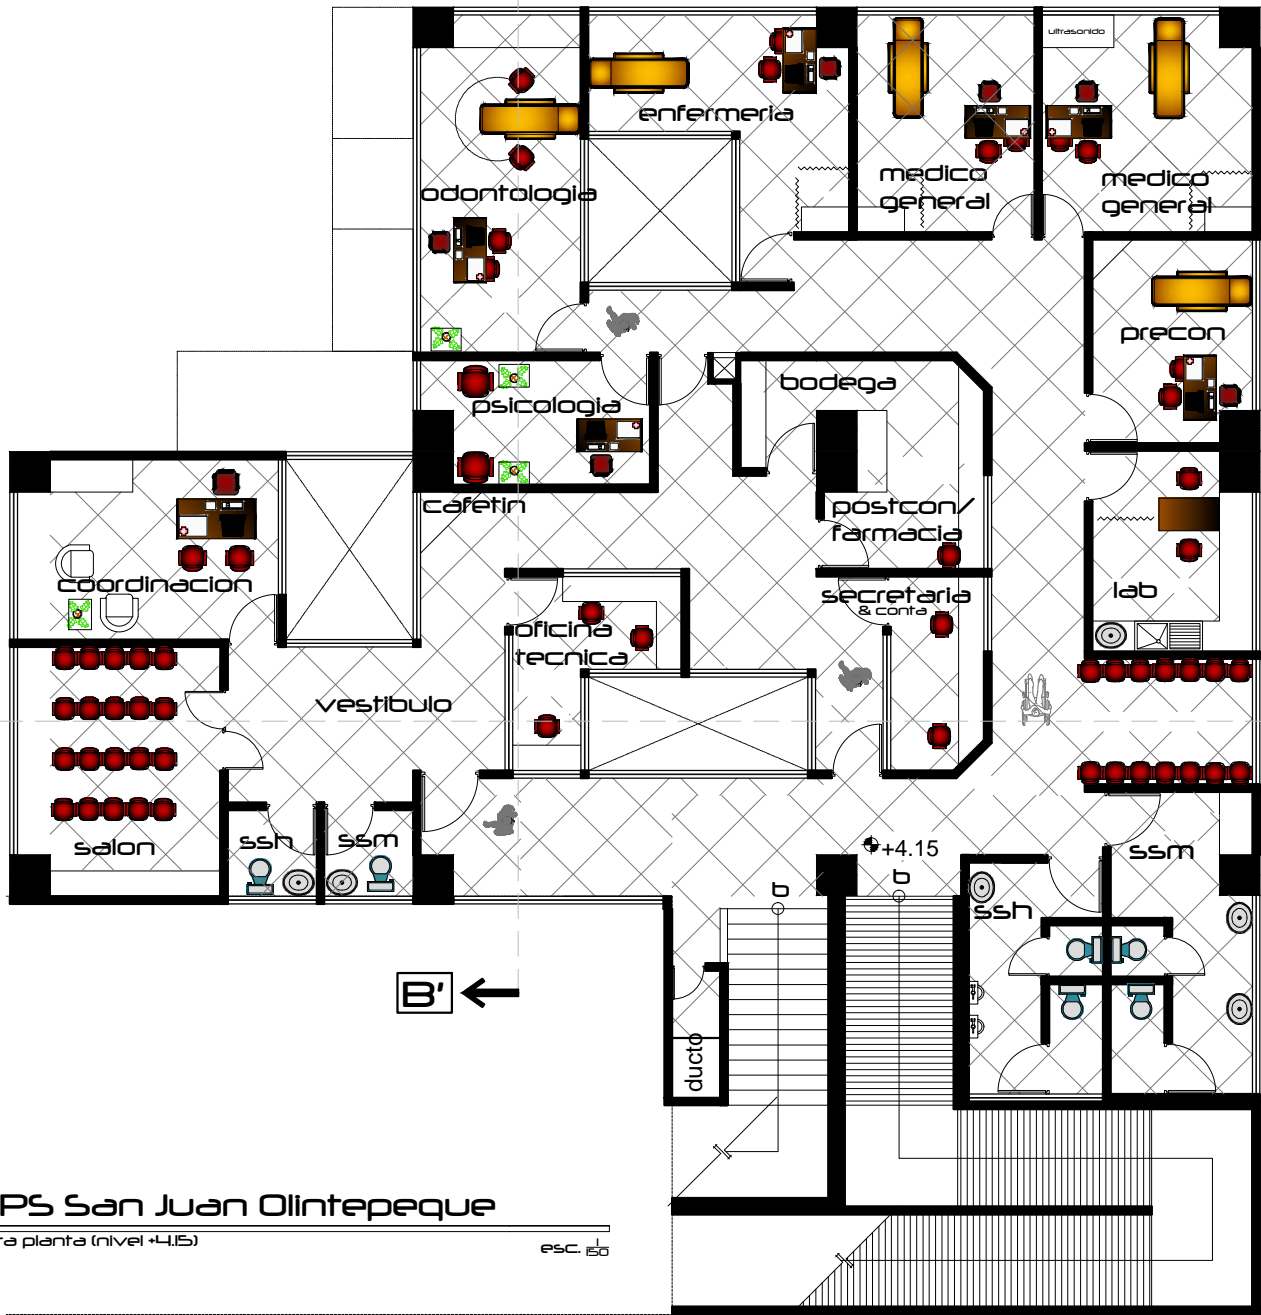 ultrasonido
enfermeria
odontologia
medico
general
medico
general
precon
bodega
psicologia
cafetin
postcon/
farmacia
coordinacion
secretaria
& conta
lab
oficina
tecnica
vestibulo
salon
ssh
ssm
+4.15
b
b
ssm
ssh
B'
ducto
PS San Juan Olintepeque
ta planta (nivel +4.15)
esc. 1/150